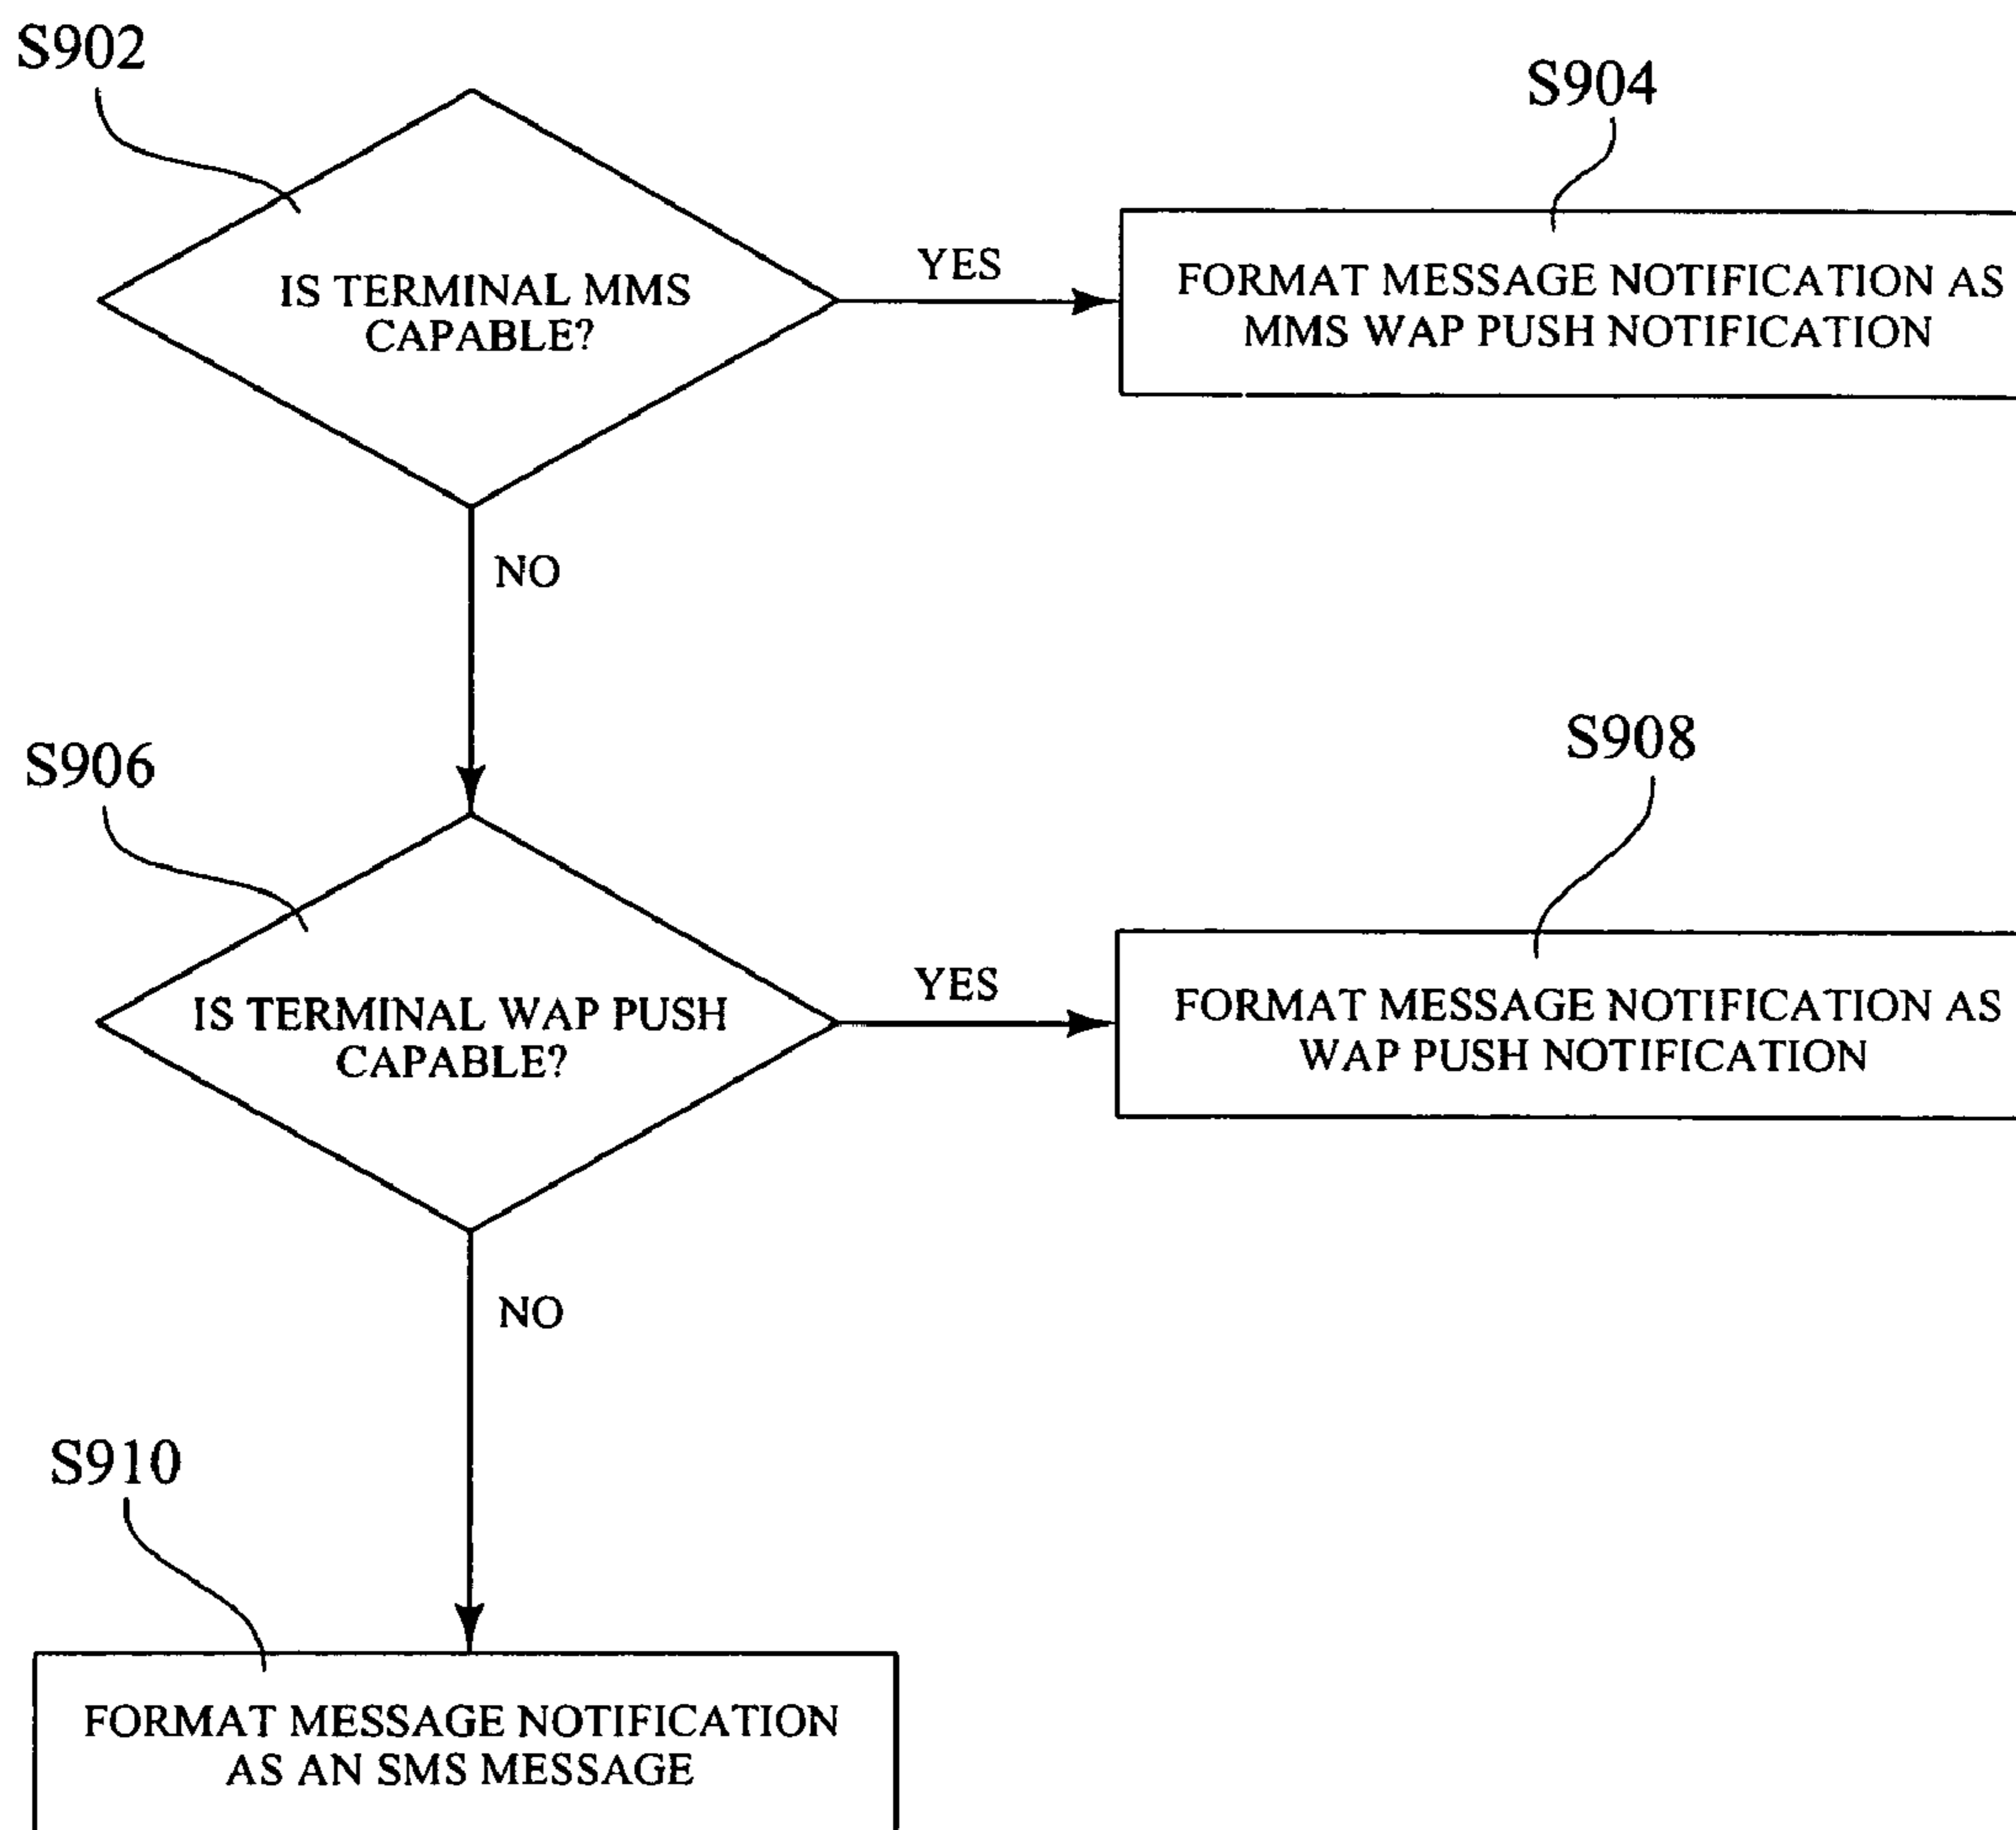 S902
S904
IS TERMINAL MMS
CAPABLE?
YES
FORMAT MESSAGE NOTIFICATION AS
MMS WAP PUSH NOTIFICATION
NO
S906
S908
IS TERMINAL WAP PUSH
CAPABLE?
YES
FORMAT MESSAGE NOTIFICATION AS
WAP PUSH NOTIFICATION
NO
S910
FORMAT MESSAGE NOTIFICATION
AS AN SMS MESSAGE